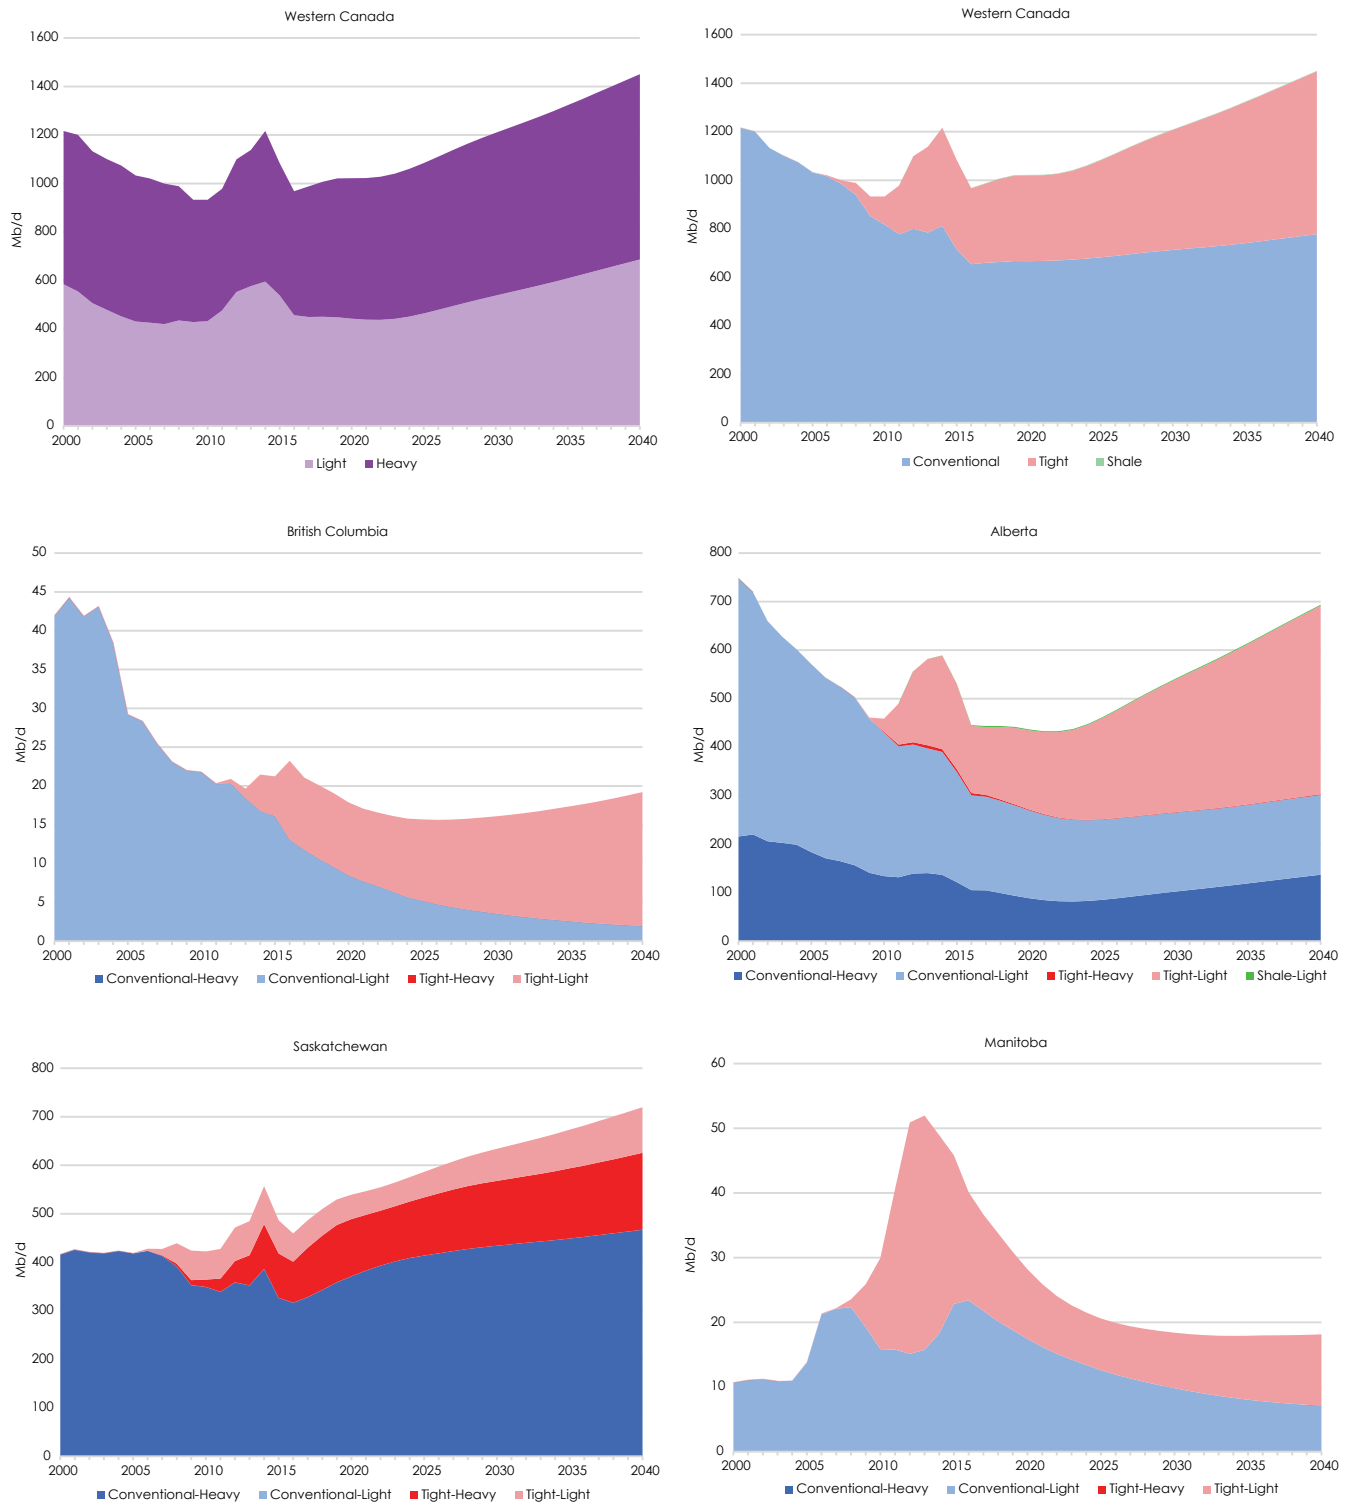 Western Canada
1600
1400
1200
1000
800
600
400
200
0
Mb/d
2000 2005 2010 2015 2020 2025 2030 2035 2040
Light Heavy
Western Canada
1600
1400
1200
1000
800
600
400
200
0
Mb/d
2000 2005 2010 2015 2020 2025 2030 2035 2040
Conventional Tight Shale
British Columbia
50
45
40
35
30
25
20
15
10
5
0
Mb/d
2000 2005 2010 2015 2020 2025 2030 2035 2040
Conventional-Heavy Conventional-Light Tight-Heavy Tight-Light
Alberta
800
700
600
500
400
300
200
100
0
Mb/d
2000 2005 2010 2015 2020 2025 2030 2035 2040
Conventional-Heavy Conventional-Light Tight-Heavy Tight-Light Shale-Light
Saskatchewan
800
700
600
500
400
300
200
100
0
Mb/d
2000 2005 2010 2015 2020 2025 2030 2035 2040
Conventional-Heavy Conventional-Light Tight-Heavy Tight-Light
Manitoba
60
50
40
30
20
10
0
Mb/d
2000 2005 2010 2015 2020 2025 2030 2035 2040
Conventional-Heavy Conventional-Light Tight-Heavy Tight-Light